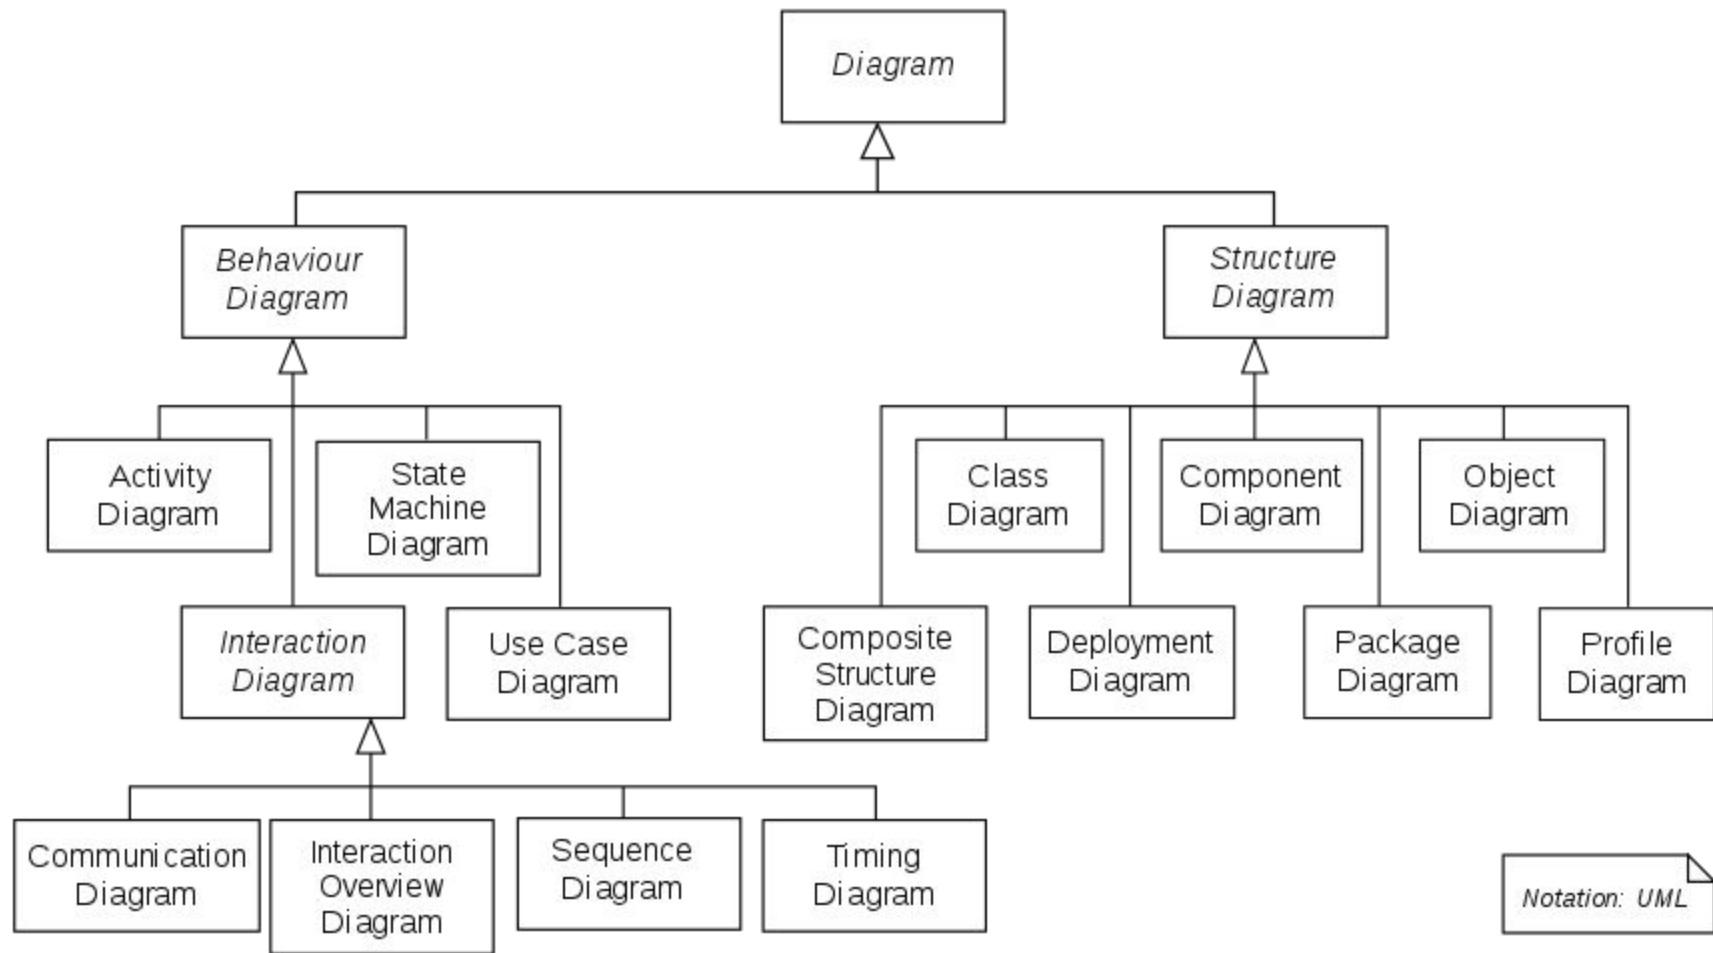 Diagram
Behaviour
Diagram
Structure
Diagram
Activity
Diagram
State
Machine
Diagram
Class
Diagram
Component
Diagram
Object
Diagram
Interaction
Diagram
Use Case
Diagram
Composite
Structure
Diagram
Deployment
Diagram
Package
Diagram
Profile
Diagram
Communication
Diagram
Interaction
Overview
Diagram
Sequence
Diagram
Timing
Diagram
Notation: UML